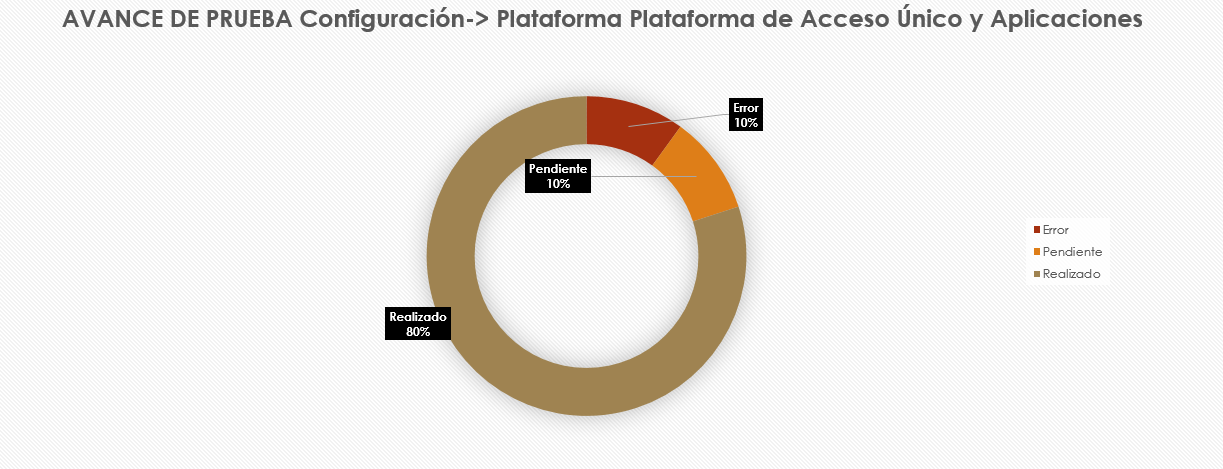 AVANCE DE PRUEBA Configuración-> Plataforma Plataforma de Acceso Único y Aplicaciones
Error
10%
Pendiente
10%
Realizado
80%
Error
Pendiente
Realizado